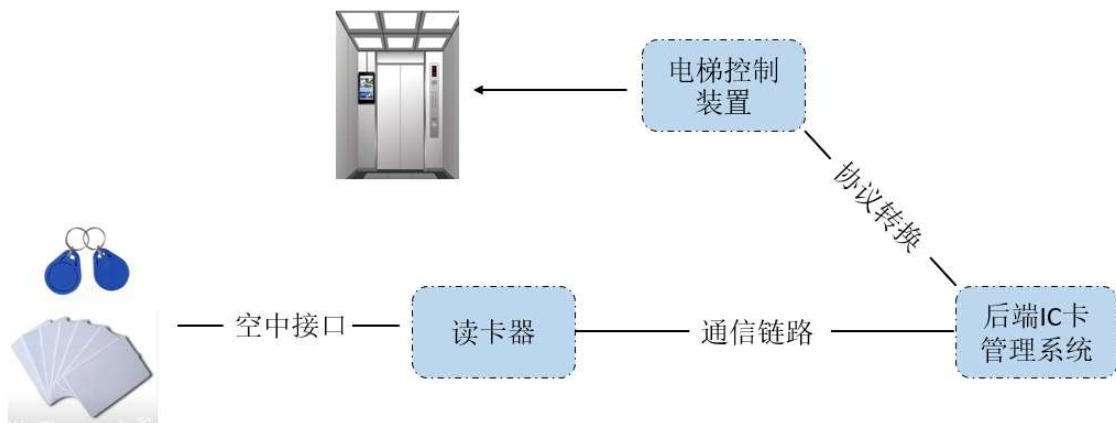 电梯控制
装置
协议转换
空中接口
读卡器
通信链路
后端IC卡
管理系统